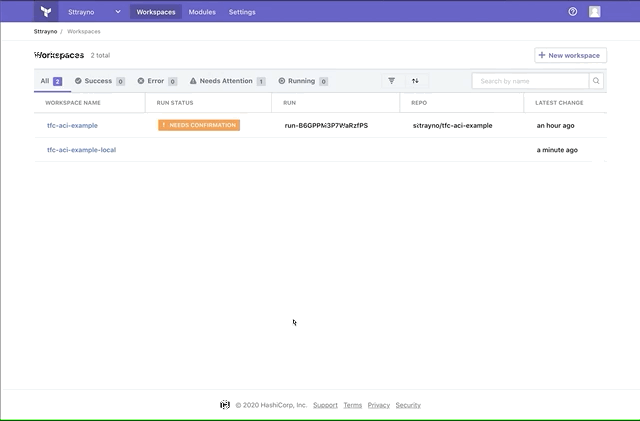 Sttrayno Workspaces Modules Settings
Sttrayno / Workspaces
Workspaces 2 total + New workspace
All 2 Success 0 Error 0 Needs Attention 1 Running 0 Search by name
WORKSPACE NAME RUN STATUS RUN REPO LATEST CHANGE
tfc-aci-example ! NEEDS CONFIRMATION run-B6GPPM3P7WaRzfPS sttrayno/tfc-aci-example an hour ago
tfc-aci-example-local a minute ago
© 2020 HashiCorp, Inc. Support Terms Privacy Security